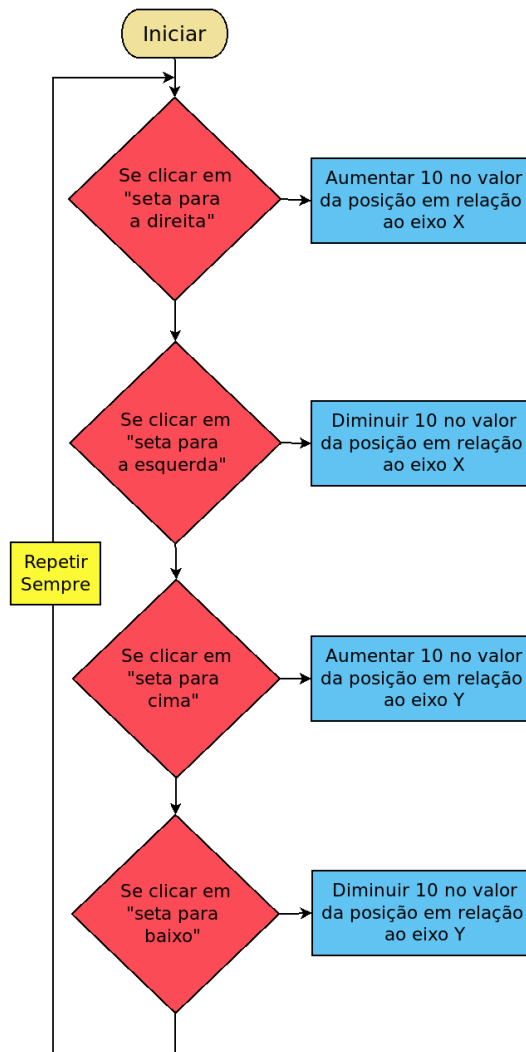 Iniciar
Se clicar em
"seta para
a direita"
Aumentar 10 no valor
da posição em relação
ao eixo X
Se clicar em
"seta para
a esquerda"
Diminuir 10 no valor
da posição em relação
ao eixo X
Repetir
Sempre
Se clicar em
"seta para
cima"
Aumentar 10 no valor
da posição em relação
ao eixo Y
Se clicar em
"seta para
baixo"
Diminuir 10 no valor
da posição em relação
ao eixo Y